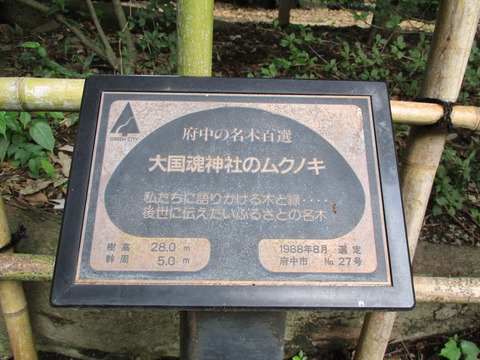 GREEN CITY
府中の名木百選
大国魂神社のムクノキ
私たちに語りかける木と緑‥‥
後世に伝えたいふるさとの名木
樹高 28.0m
幹周 5.0m
1988年8月 選定
府中市 No.27号